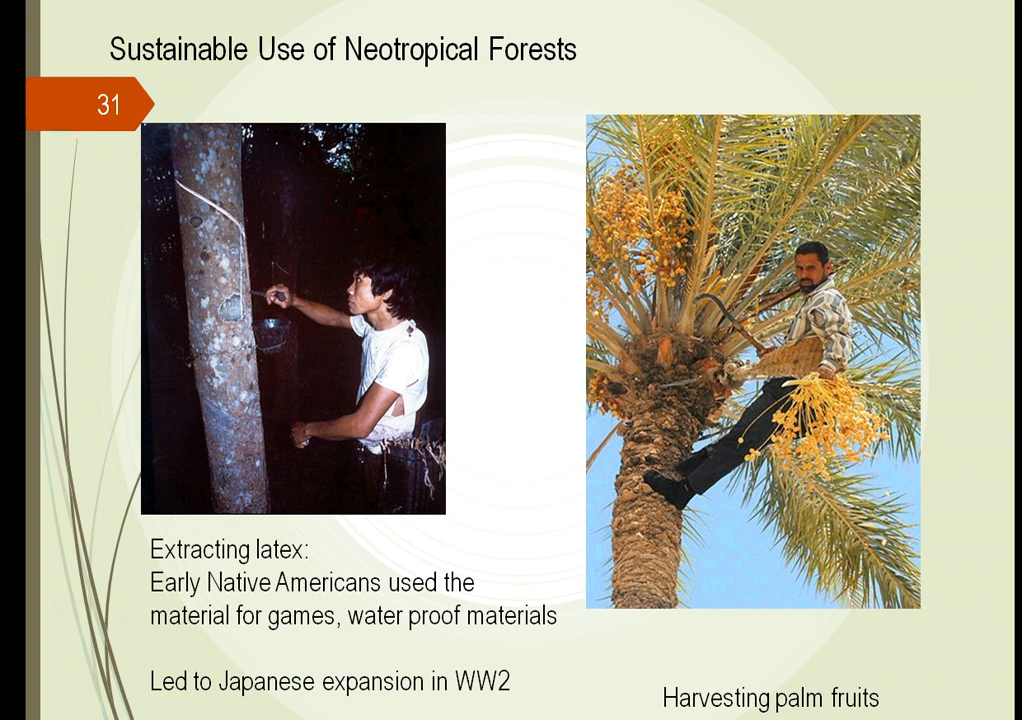 Sustainable Use of Neotropical Forests
31
Extracting latex:
Early Native Americans used the
material for games, water proof materials
Led to Japanese expansion in WW2
Harvesting palm fruits